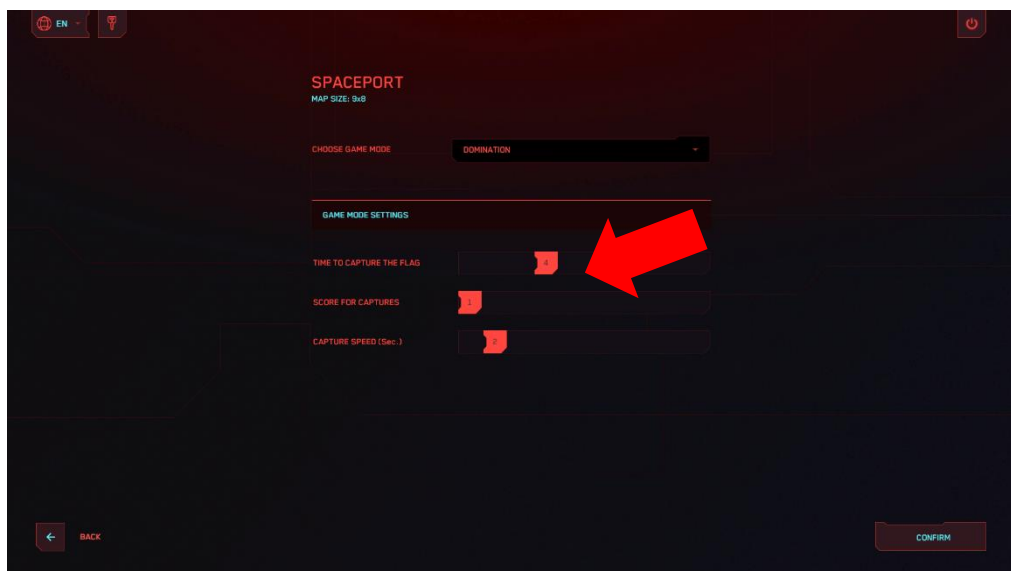 EN
SPACEPORT
MAP SIZE: 9x8
CHOOSE GAME MODE DOMINATION
GAME MODE SETTINGS
TIME TO CAPTURE THE FLAG 4
SCORE FOR CAPTURES 1
CAPTURE SPEED (Sec.) 2
BACK CONFIRM